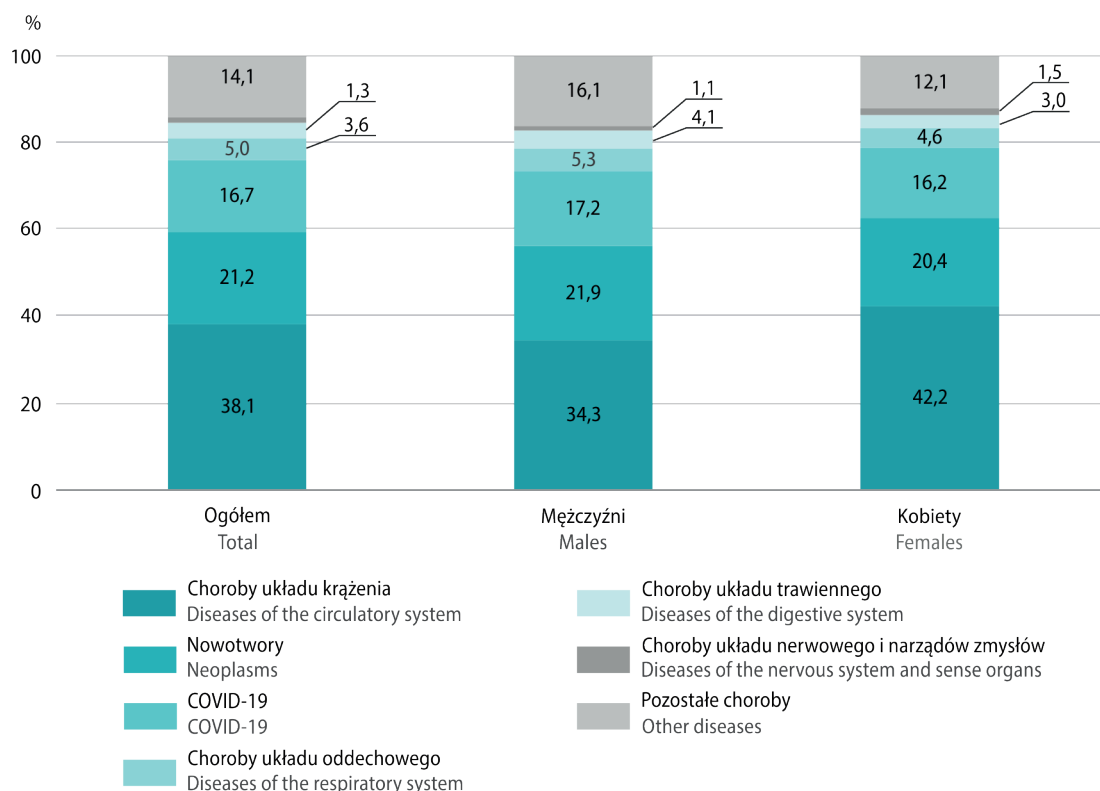 %
100
80
60
40
20
0
14,1
1,3
3,6
5,0
16,7
21,2
38,1
16,1
1,1
4,1
5,3
17,2
21,9
34,3
12,1
1,5
3,0
4,6
16,2
20,4
42,2
Ogółem
Total
Mężczyźni
Males
Kobiety
Females
Choroby układu krążenia
Diseases of the circulatory system
Nowotwory
Neoplasms
COVID-19
COVID-19
Choroby układu oddechowego
Diseases of the respiratory system
Choroby układu trawiennego
Diseases of the digestive system
Choroby układu nerwowego i narządów zmysłów
Diseases of the nervous system and sense organs
Pozostałe choroby
Other diseases